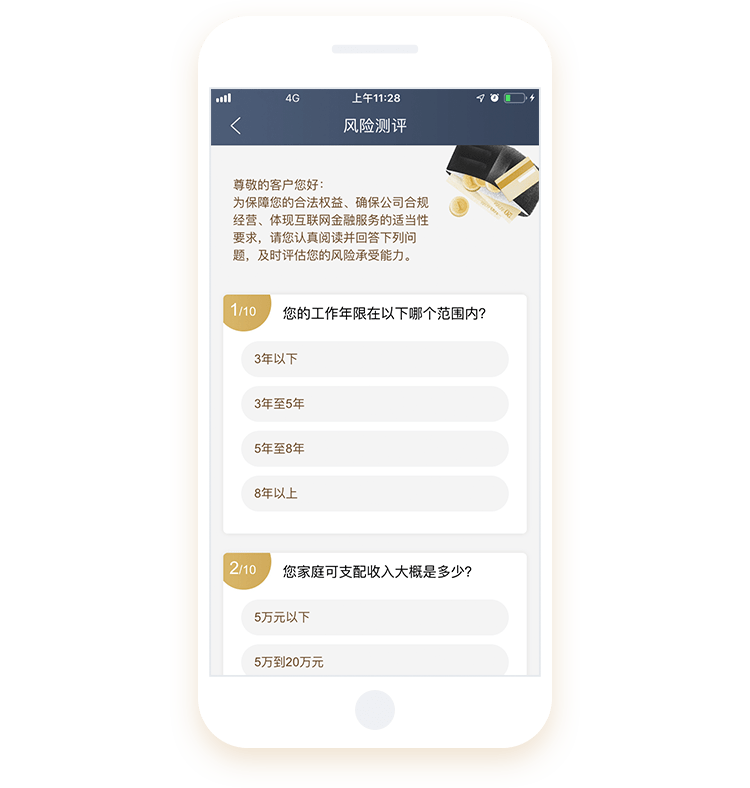 4G
上午11:28
风险测评
尊敬的客户您好：
为保障您的合法权益、确保公司合规
经营、体现互联网金融服务的适当性
要求，请您认真阅读并回答下列问
题，及时评估您的风险承受能力。
1/10
您的工作年限在以下哪个范围内?
3年以下
3年至5年
5年至8年
8年以上
2/10
您家庭可支配收入大概是多少?
5万元以下
5万到20万元